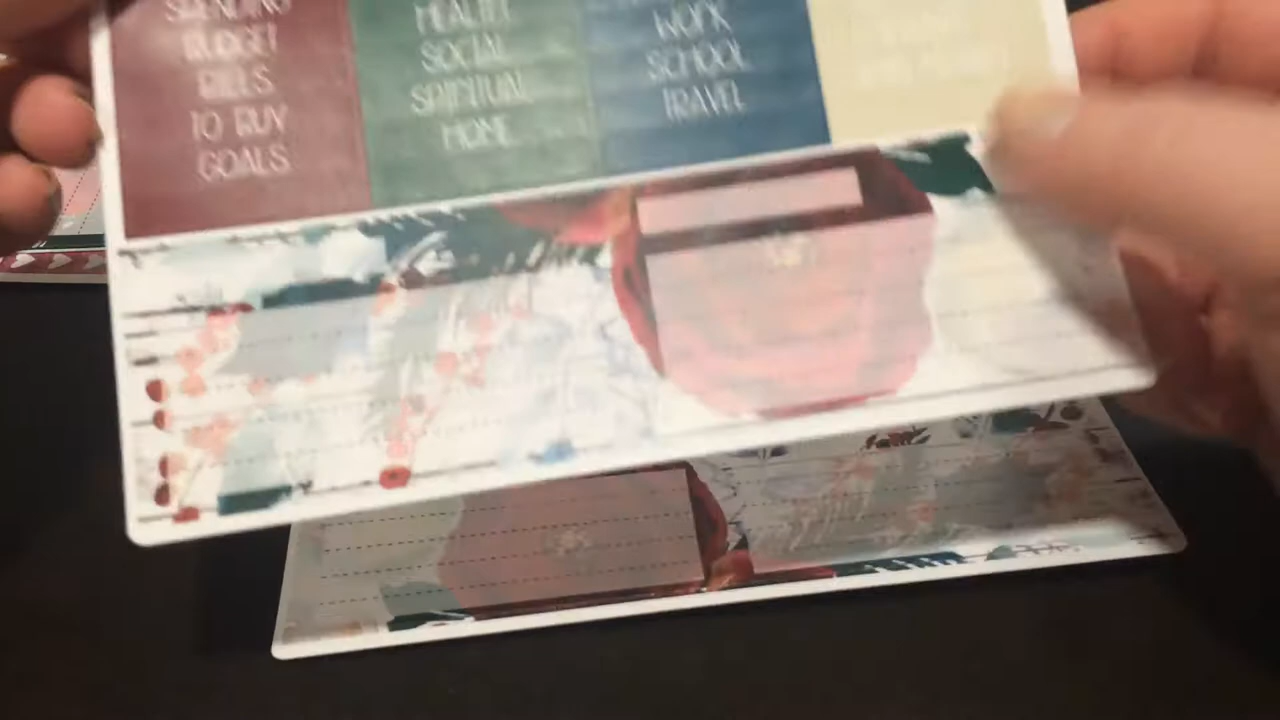 SPENDING
BUDGET
BILLS
TO BUY
GOALS
HEALTH
SOCIAL
SPIRITUAL
HOME
WORK
SCHOOL
TRAVEL